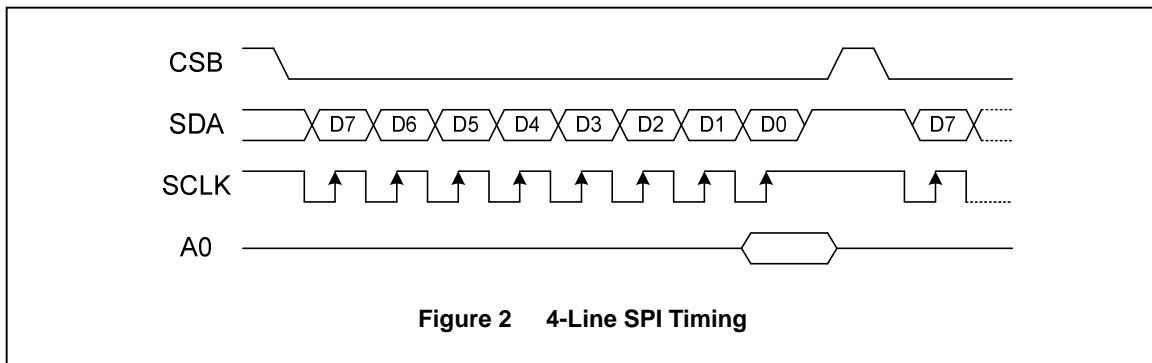 CSB
SDA D7 D6 D5 D4 D3 D2 D1 D0 D7
SCLK
A0
Figure 2 4-Line SPI Timing